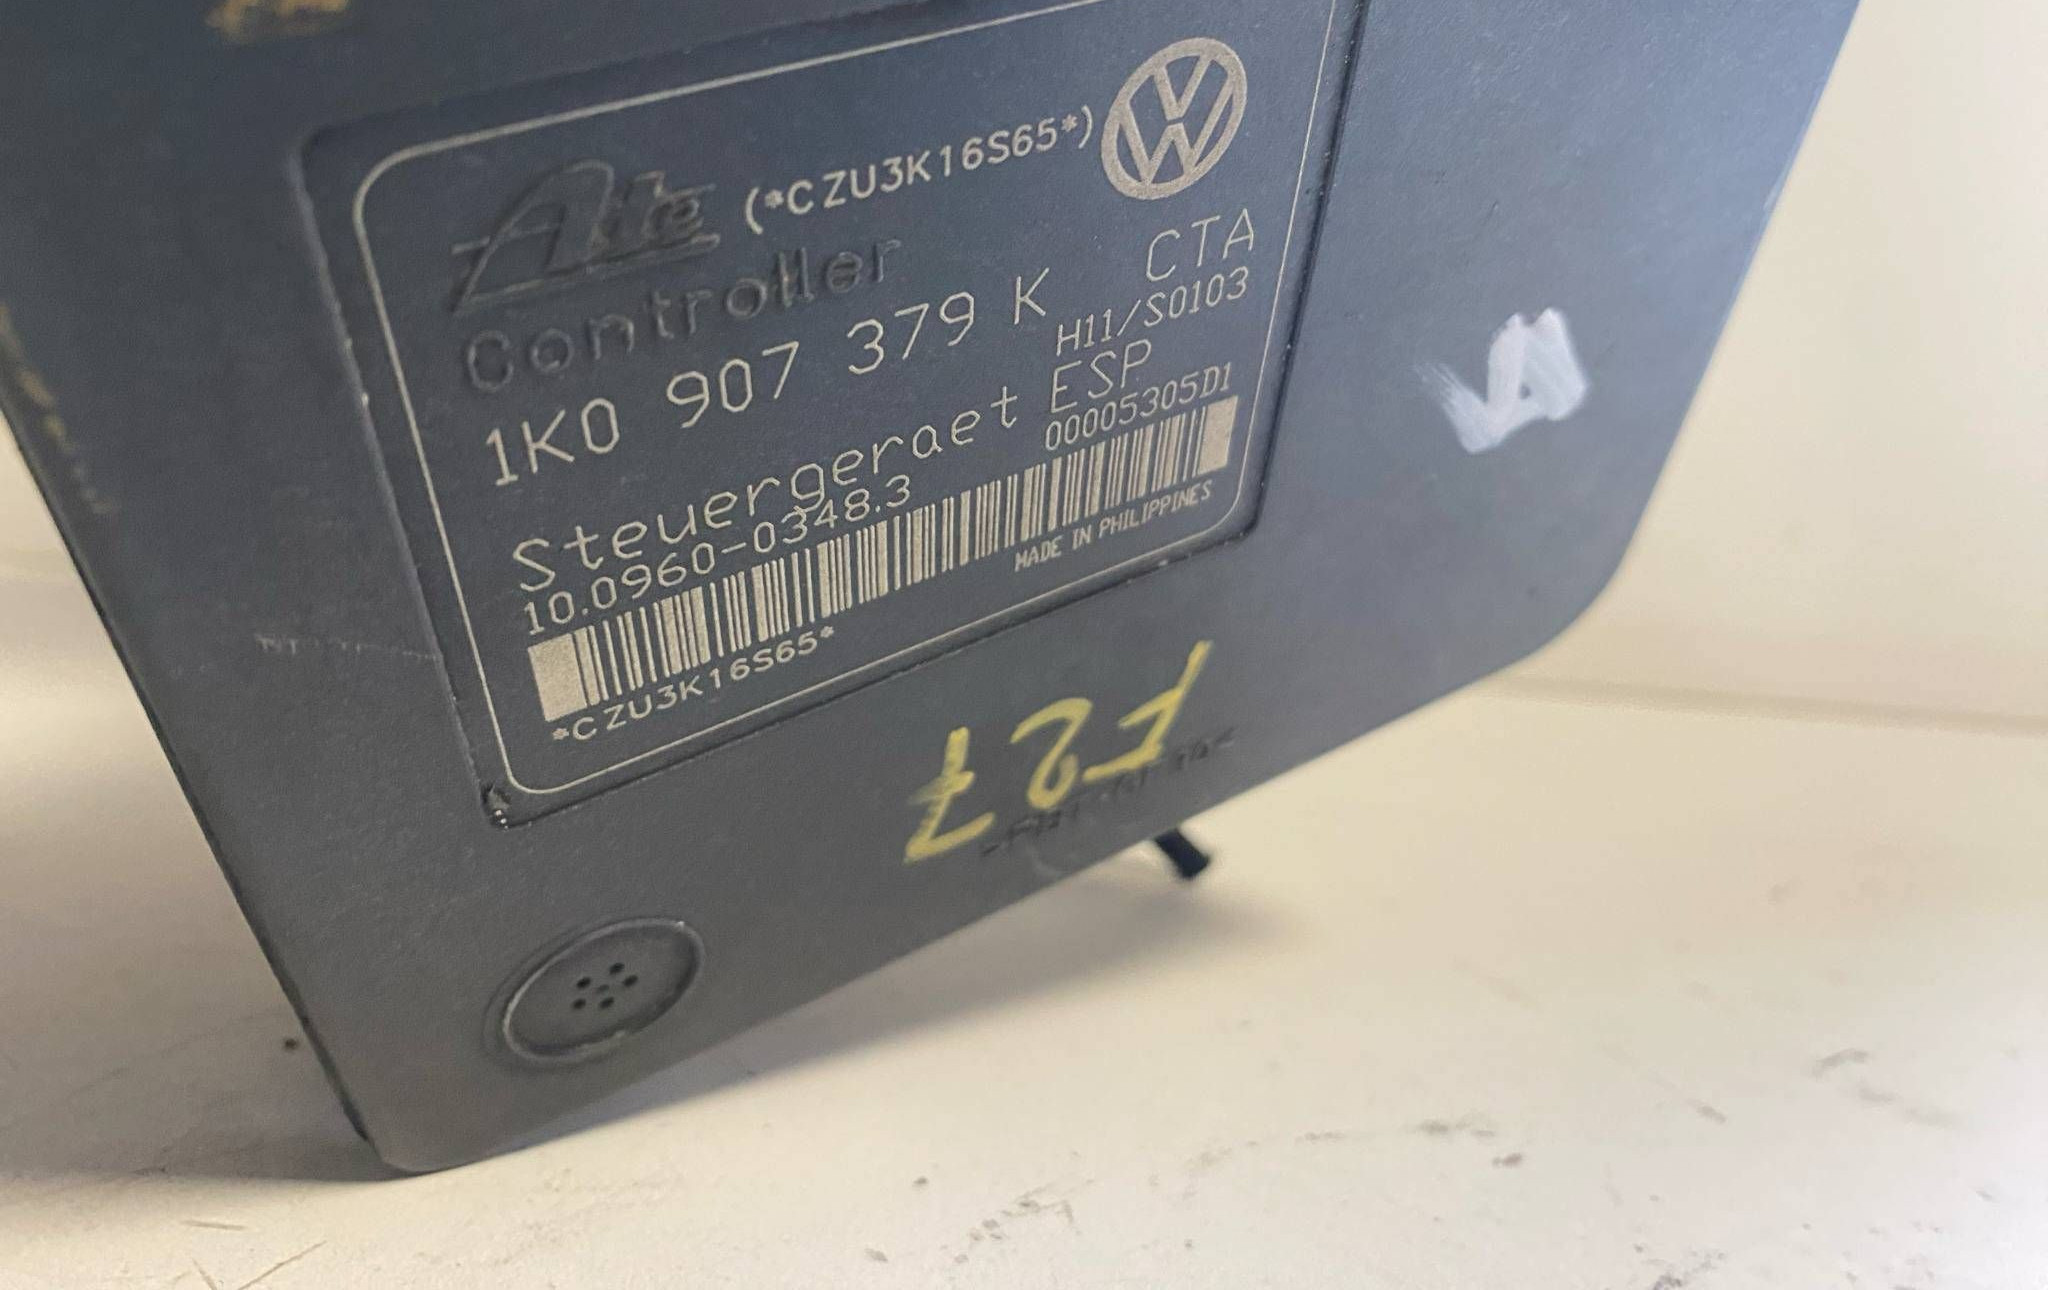 Ate (*CZU3K16S65*)
Controller CTA
1K0 907 379 K H11/S0103
Steuergeraet ESP
10.0960-0348.3 00005305D1
MADE IN PHILIPPINES
*CZU3K16S65*
F27